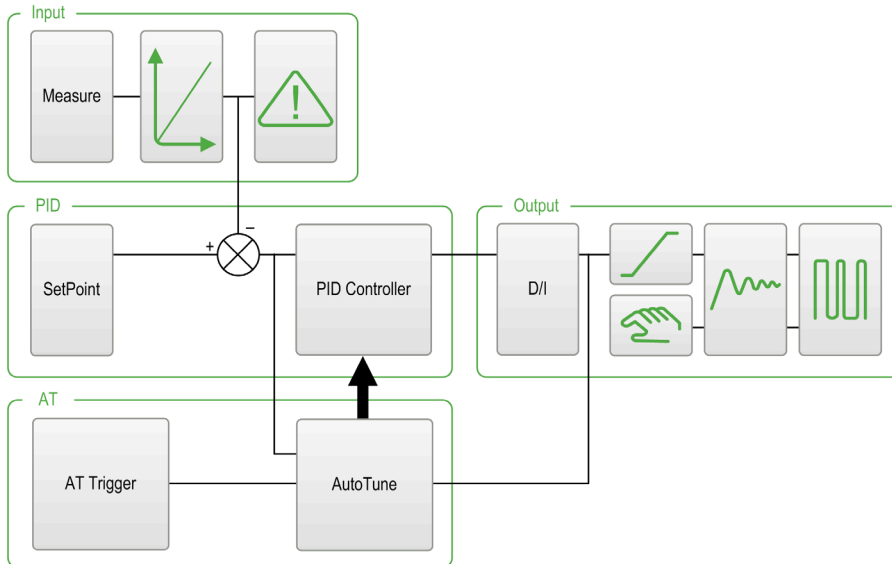 Input
Measure
PID
Output
−
+
SetPoint
PID Controller
D/I
AT
AT Trigger
AutoTune